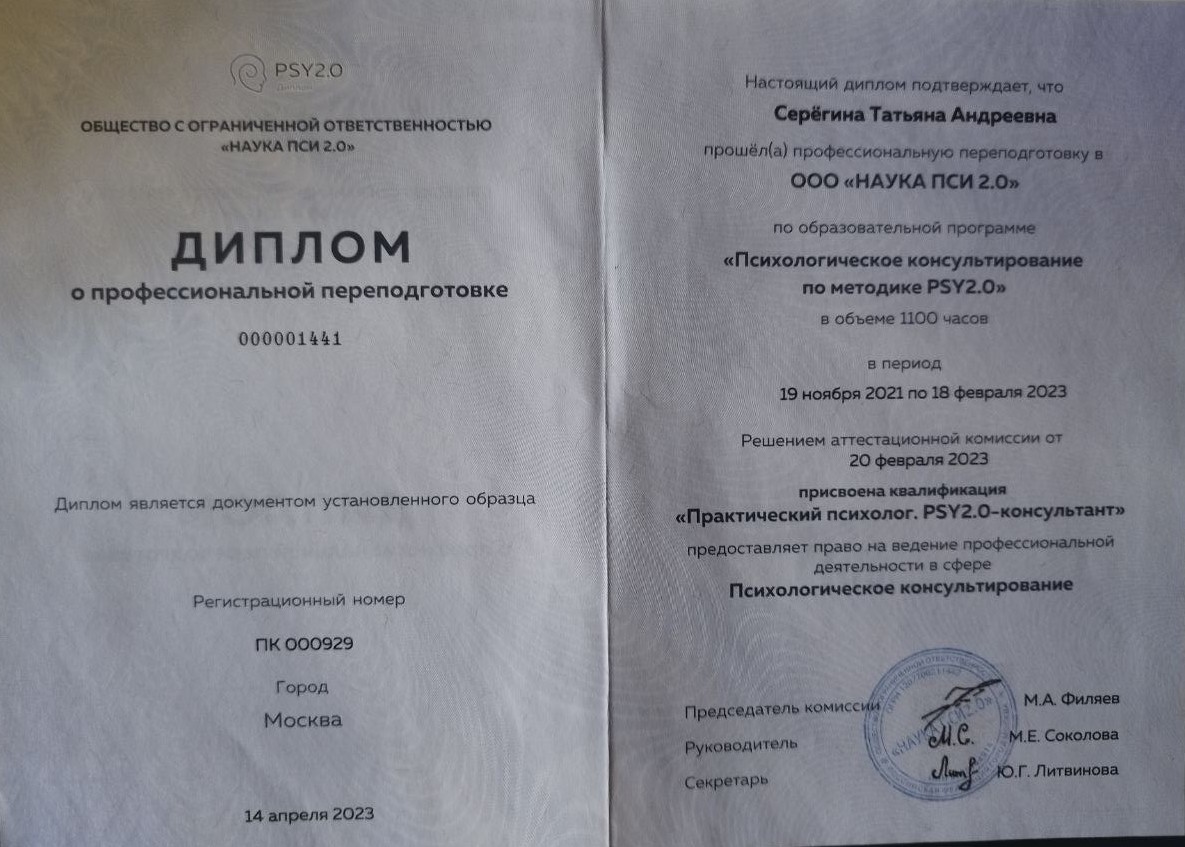 PSY2.0
ОБЩЕСТВО С ОГРАНИЧЕННОЙ ОТВЕТСТВЕННОСТЬЮ
«НАУКА ПСИ 2.0»
ДИПЛОМ
о профессиональной переподготовке
000001441
Диплом является документом установленного образца
Регистрационный номер
ПК 000929
Город
Москва
14 апреля 2023
Настоящий диплом подтверждает, что
Серёгина Татьяна Андреевна
прошёл(а) профессиональную переподготовку в
ООО «НАУКА ПСИ 2.0»
по образовательной программе
«Психологическое консультирование
по методике PSY2.0»
в объеме 1100 часов
в период
19 ноября 2021 по 18 февраля 2023
Решением аттестационной комиссии от
20 февраля 2023
присвоена квалификация
«Практический психолог. PSY2.0-консультант»
предоставляет право на ведение профессиональной
деятельности в сфере
Психологическое консультирование
Председатель комиссии М.А. Филяев
Руководитель М.С. М.Е. Соколова
Секретарь Ю.Г. Литвинова
«НАУКА ПСИ2.0»